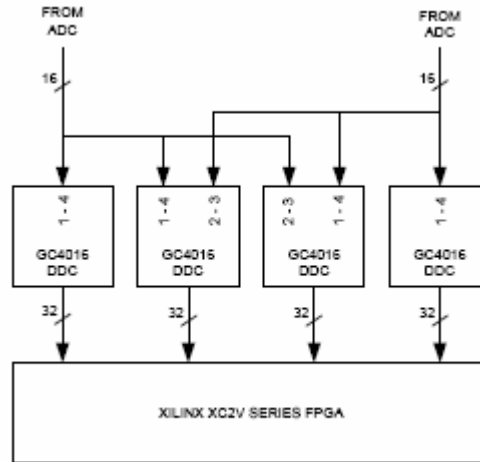 FROM
ADC
FROM
ADC
16
16
1 - 4
1 - 4
2 - 3
2 - 3
1 - 4
1 - 4
GC4016
DDC
GC4016
DDC
GC4016
DDC
GC4016
DDC
32
32
32
32
XILINX XC2V SERIES FPGA